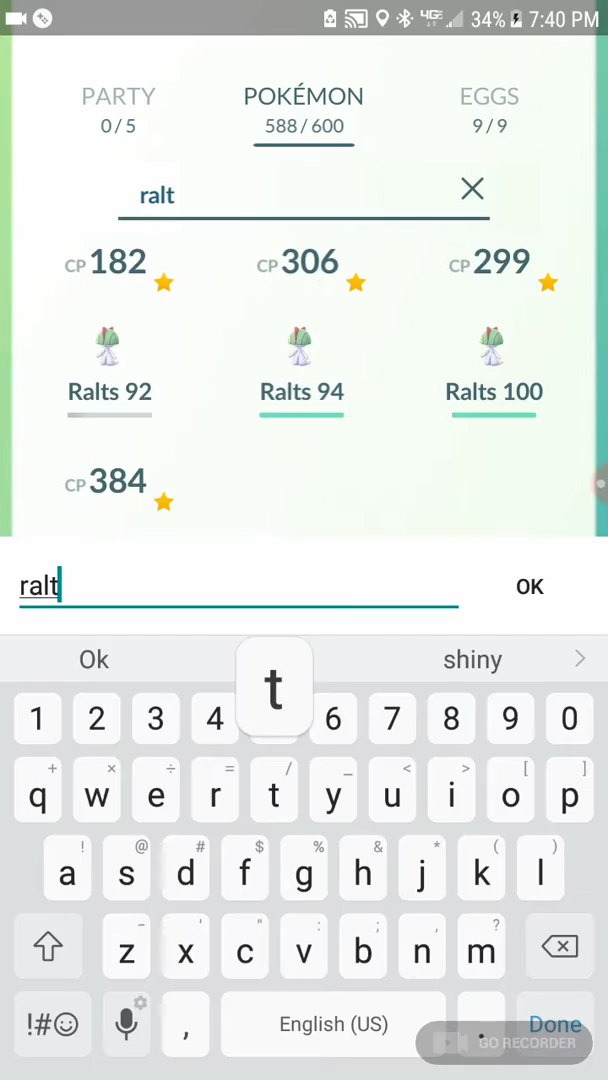 4GE 34% 7:40 PM
PARTY POKÉMON EGGS
0/5 588/600 9/9
ralt
CP182 CP306 CP299
Ralts 92 Ralts 94 Ralts 100
CP384
ralt OK
Ok t shiny
1 2 3 4 6 7 8 9 0
+ × ÷ = / _ < > [ ]
q w e r t y u i o p
! @ # $ % & * ( )
a s d f g h j k l
- ' " : ; , ?
z x c v b n m
!#☺ , English (US) . Done
GO RECORDER